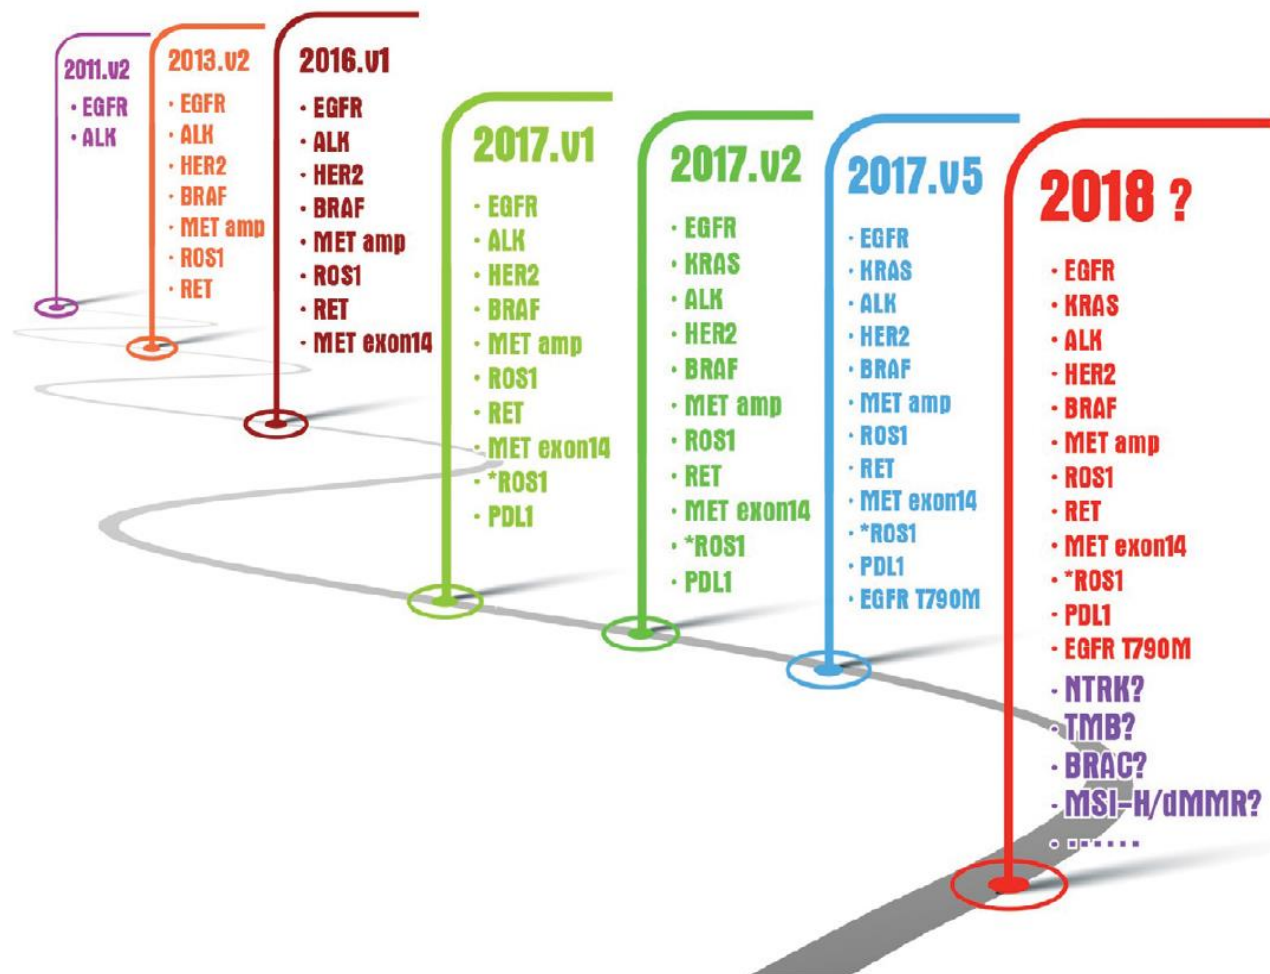 2011.v2
· EGFR
· ALK
2013.v2
· EGFR
· ALK
· HER2
· BRAF
· MET amp
· ROS1
· RET
2016.v1
· EGFR
· ALK
· HER2
· BRAF
· MET amp
· ROS1
· RET
· MET exon14
2017.v1
· EGFR
· ALK
· HER2
· BRAF
· MET amp
· ROS1
· RET
· MET exon14
· *ROS1
· PDL1
2017.v2
· EGFR
· KRAS
· ALK
· HER2
· BRAF
· MET amp
· ROS1
· RET
· MET exon14
· *ROS1
· PDL1
2017.v5
· EGFR
· KRAS
· ALK
· HER2
· BRAF
· MET amp
· ROS1
· RET
· MET exon14
· *ROS1
· PDL1
· EGFR T790M
2018 ?
· EGFR
· KRAS
· ALK
· HER2
· BRAF
· MET amp
· ROS1
· RET
· MET exon14
· *ROS1
· PDL1
· EGFR T790M
· NTRK?
· TMB?
· BRAC?
· MSI-H/dMMR?
· ·······